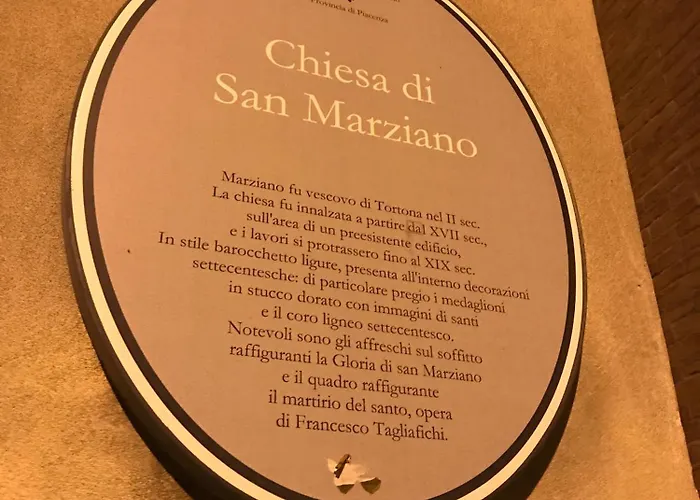 Provincia di Piacenza
Chiesa di
San Marziano
Marziano fu vescovo di Tortona nel II sec.
La chiesa fu innalzata a partire dal XVII sec.,
sull'area di un preesistente edificio,
e i lavori si protrassero fino al XIX sec.
In stile barocchetto ligure, presenta all'interno decorazioni
settecentesche: di particolare pregio i medaglioni
in stucco dorato con immagini di santi
e il coro ligneo settecentesco.
Notevoli sono gli affreschi sul soffitto
raffiguranti la Gloria di san Marziano
e il quadro raffigurante
il martirio del santo, opera
di Francesco Tagliafichi.